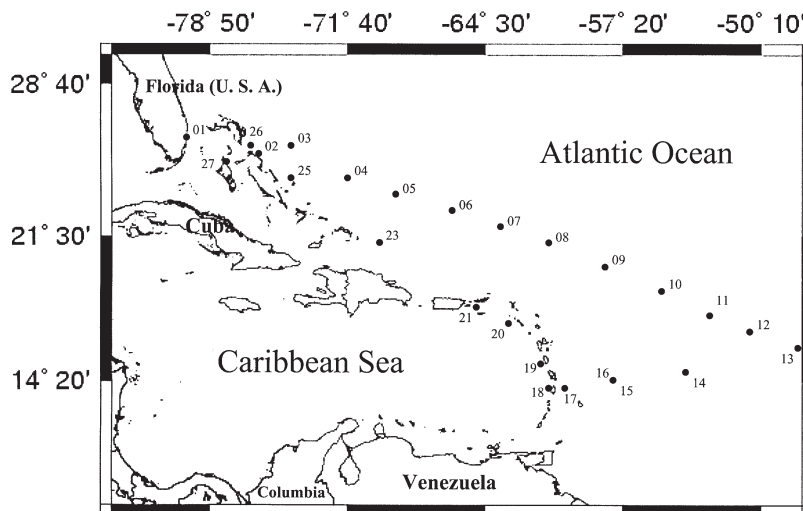 -78° 50' -71° 40' -64° 30' -57° 20' -50° 10'
28° 40'
Florida (U. S. A.)
01 26 03
02
Atlantic Ocean
27
25 04
05
06
07
Cuba
21° 30'
23 08
09
10
21 11
20 12
13
Caribbean Sea
19
14° 20'
16 14
18 17 15
Venezuela
Columbia